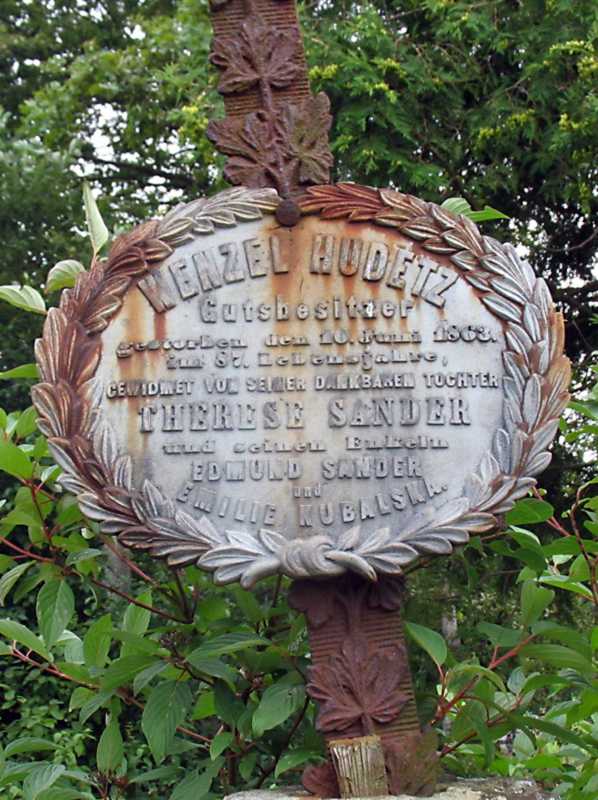 WENZEL HUDETZ
Gutsbesitzer
gestorben den 10. Juni 1863.
im 87. Lebensjahre,
GEWIDMET VON SEINER DANKBAREN TOCHTER
THERESE SANDER
und seinen Enkeln
EDMUND SANDER
und
EMILIE KUBALSKA.